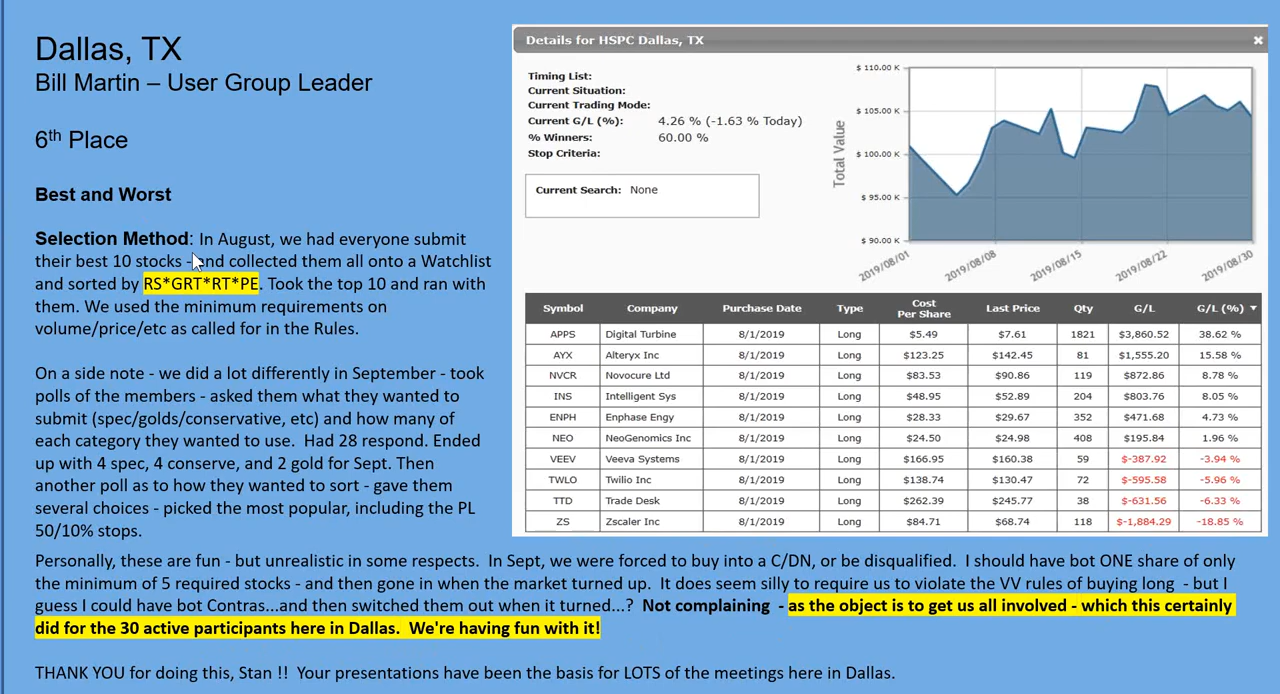 Dallas, TX
Bill Martin – User Group Leader
6th Place
Best and Worst
Selection Method: In August, we had everyone submit
their best 10 stocks - and collected them all onto a Watchlist
and sorted by RS*GRT*RT*PE. Took the top 10 and ran with
them. We used the minimum requirements on
volume/price/etc as called for in the Rules.
On a side note - we did a lot differently in September - took
polls of the members - asked them what they wanted to
submit (spec/golds/conservative, etc) and how many of
each category they wanted to use. Had 28 respond. Ended
up with 4 spec, 4 conserve, and 2 gold for Sept. Then
another poll as to how they wanted to sort - gave them
several choices - picked the most popular, including the PL
50/10% stops.
Personally, these are fun - but unrealistic in some respects. In Sept, we were forced to buy into a C/DN, or be disqualified. I should have bot ONE share of only
the minimum of 5 required stocks - and then gone in when the market turned up. It does seem silly to require us to violate the VV rules of buying long - but I
guess I could have bot Contras...and then switched them out when it turned...? Not complaining - as the object is to get us all involved - which this certainly
did for the 30 active participants here in Dallas. We're having fun with it!
THANK YOU for doing this, Stan !! Your presentations have been the basis for LOTS of the meetings here in Dallas.
Details for HSPC Dallas, TX
Timing List:
Current Situation:
Current Trading Mode:
Current G/L (%): 4.26 % (-1.63 % Today)
% Winners: 60.00 %
Stop Criteria:
Current Search: None
Total Value
$ 110.00 K
$ 105.00 K
$ 100.00 K
$ 95.00 K
$ 90.00 K
2019/08/01 2019/08/08 2019/08/15 2019/08/22 2019/08/30
Symbol Company Purchase Date Type Cost Per Share Last Price Qty G/L G/L (%)
APPS Digital Turbine 8/1/2019 Long $5.49 $7.61 1821 $3,860.52 38.62 %
AYX Alteryx Inc 8/1/2019 Long $123.25 $142.45 81 $1,555.20 15.58 %
NVCR Novocure Ltd 8/1/2019 Long $83.53 $90.86 119 $872.86 8.78 %
INS Intelligent Sys 8/1/2019 Long $48.95 $52.89 204 $803.76 8.05 %
ENPH Enphase Engy 8/1/2019 Long $28.33 $29.67 352 $471.68 4.73 %
NEO NeoGenomics Inc 8/1/2019 Long $24.50 $24.98 408 $195.84 1.96 %
VEEV Veeva Systems 8/1/2019 Long $166.95 $160.38 59 $-387.92 -3.94 %
TWLO Twilio Inc 8/1/2019 Long $138.74 $130.47 72 $-595.58 -5.96 %
TTD Trade Desk 8/1/2019 Long $262.39 $245.77 38 $-631.56 -6.33 %
ZS Zscaler Inc 8/1/2019 Long $84.71 $68.74 118 $-1,884.29 -18.85 %